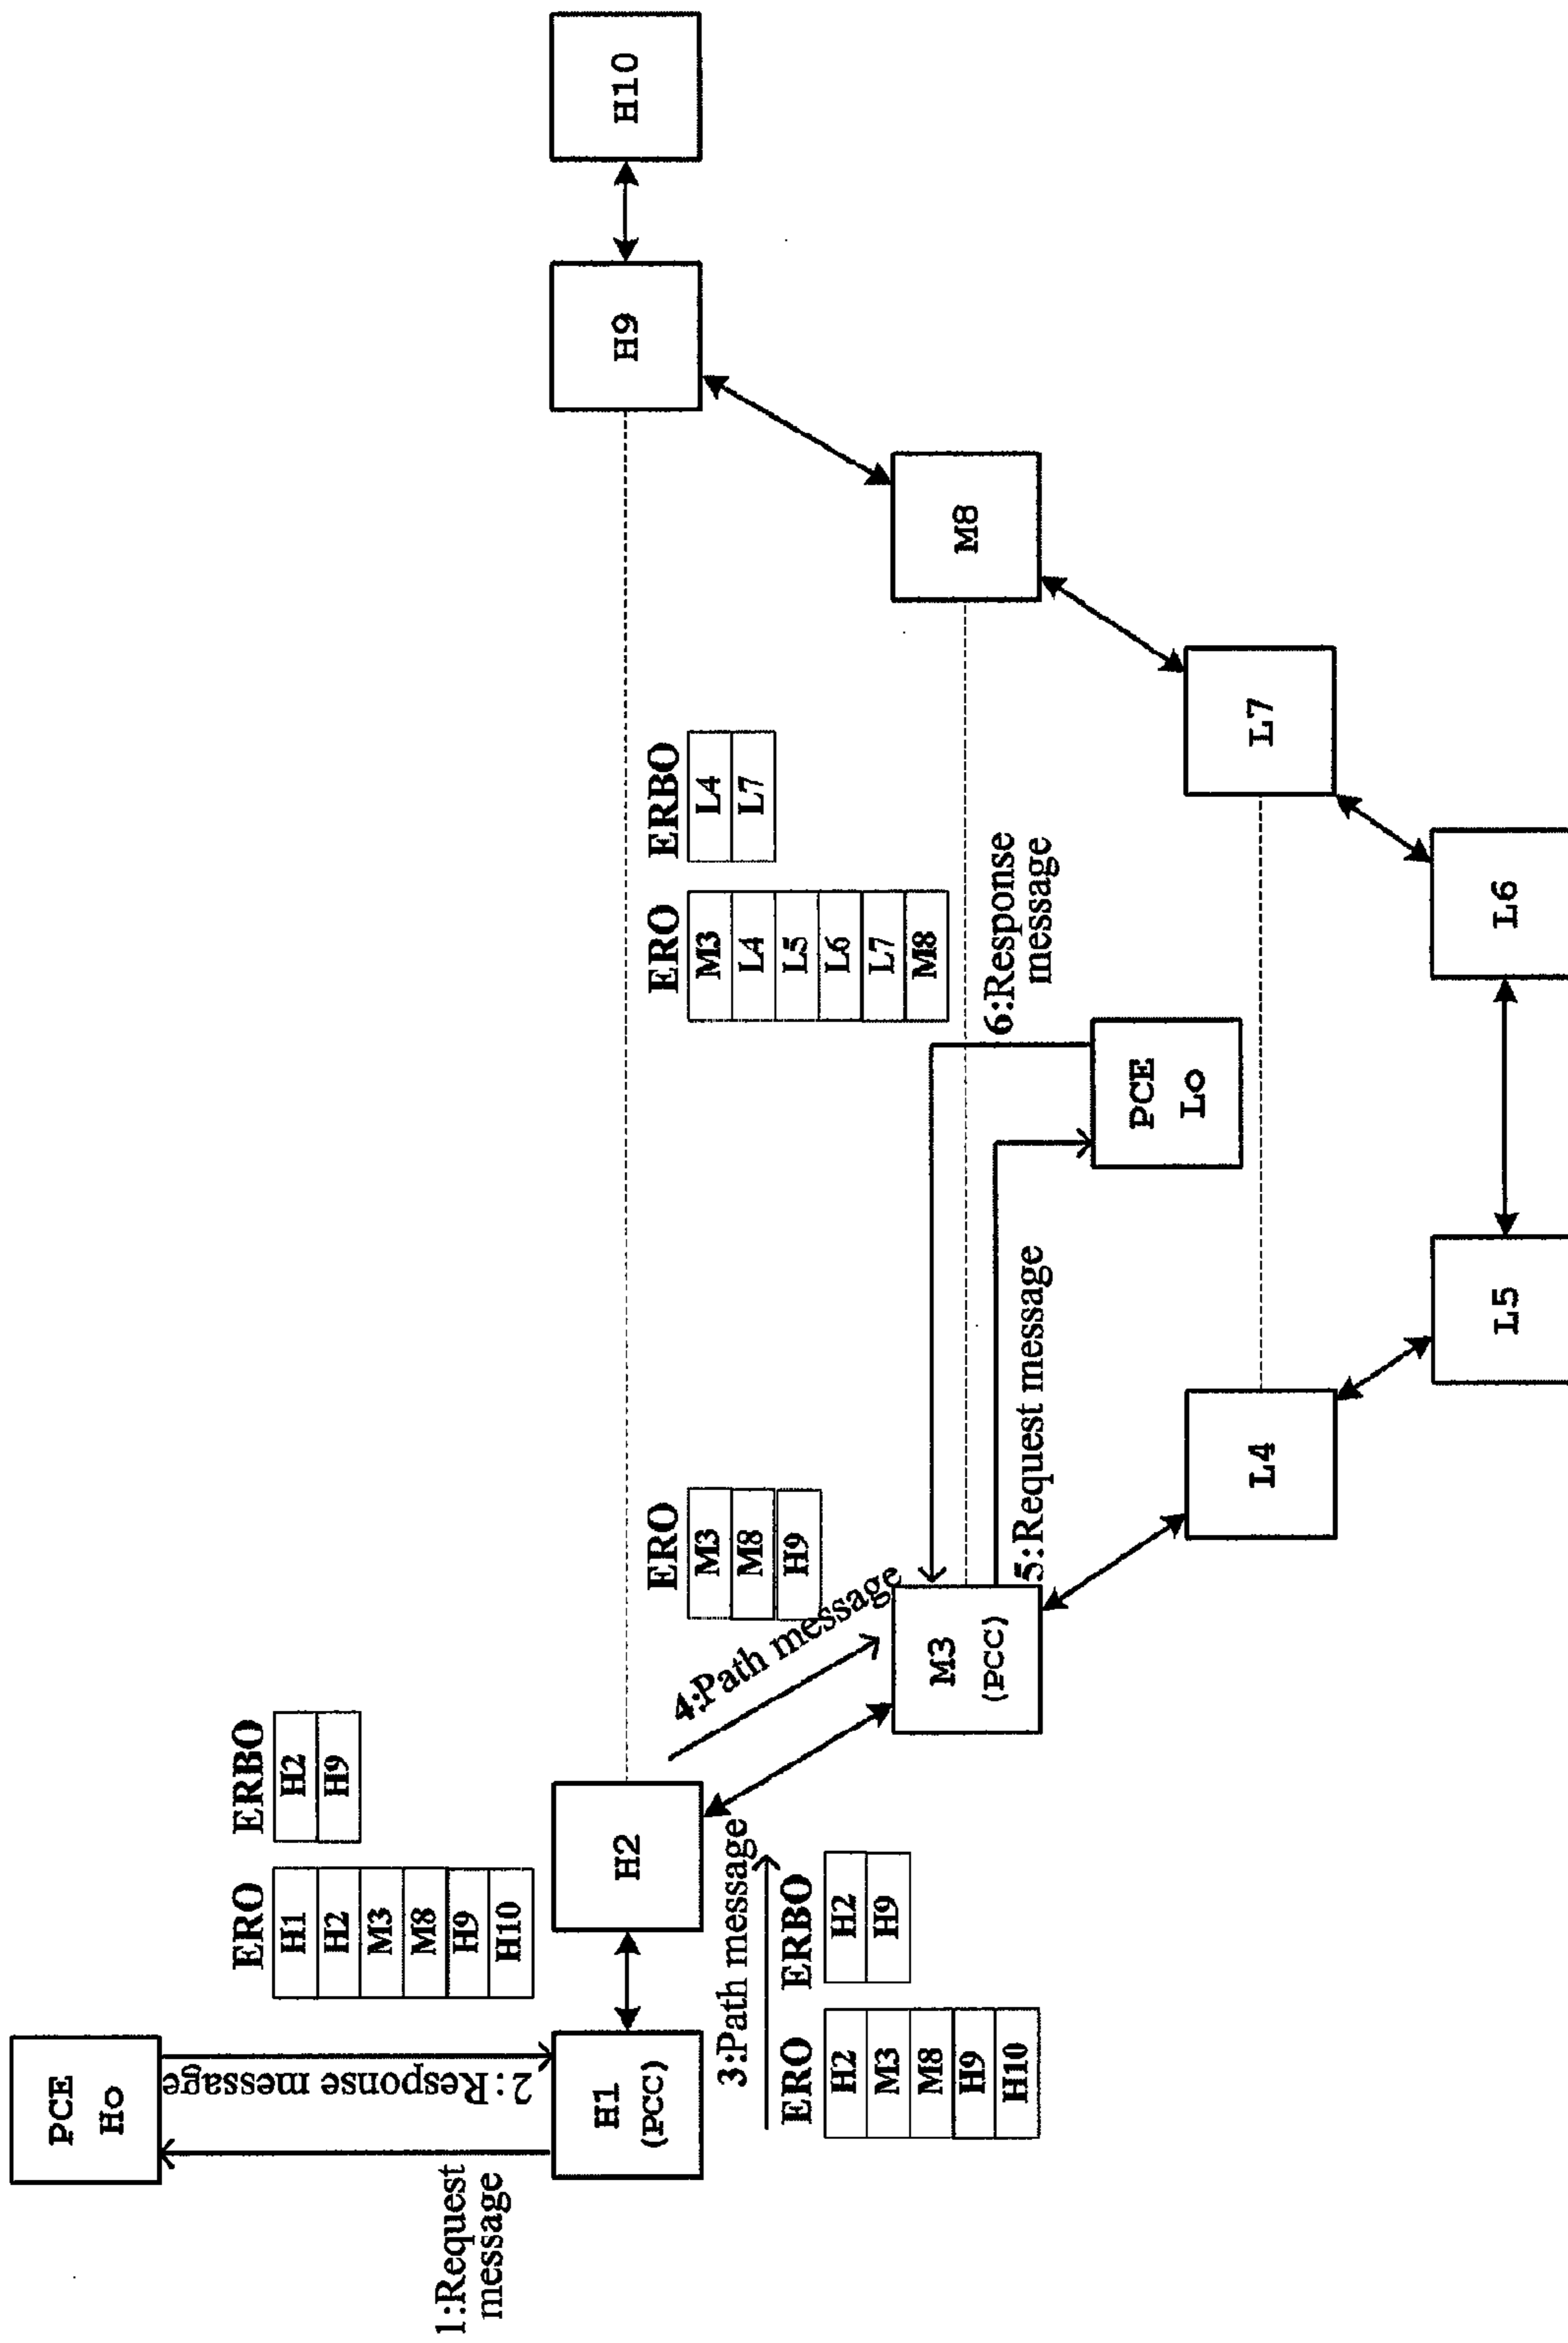 PCE
Ho
1:Request
message
2:Response message
ERO
H1
H2
M3
M8
H9
H10
ERBO
H2
H9
H1
(PCC)
H2
H9
H10
3:Path message
ERO
H2
M3
M8
H9
H10
ERBO
H2
H9
4:Path message
ERO
M3
M8
H9
ERO
M3
L4
L5
L6
L7
M8
ERBO
L4
L7
M3
(PCC)
M8
5:Request message
6:Response
message
PCE
Lo
L4
L7
L5
L6